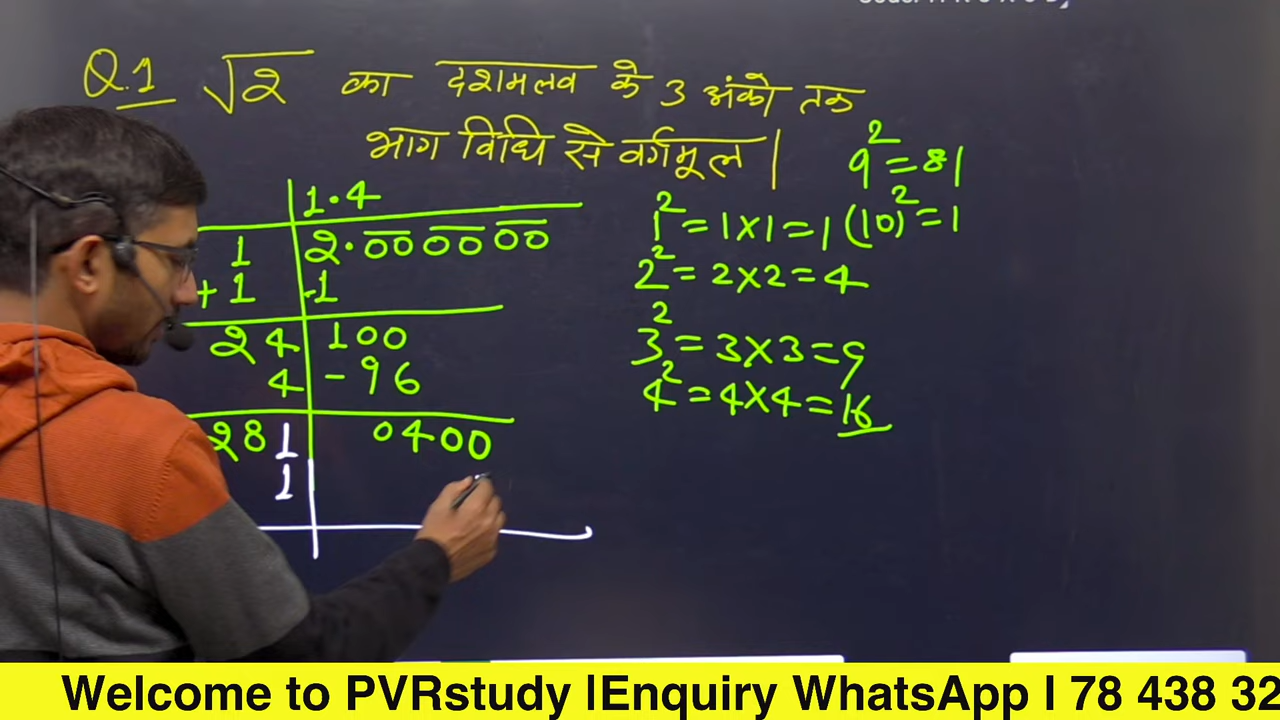 Q.1 √2 का दशमलव के 3 अंको तक
भाग विधि से वर्गमूल |
9² = 81
1² = 1×1 = 1 (10)² = 1
2² = 2×2 = 4
3² = 3×3 = 9
4² = 4×4 = 16
1.4
1 2.00 00 00
+1 -1
24 100
4 -96
281 0400
1
Welcome to PVRstudy |Enquiry WhatsApp | 78 438 32